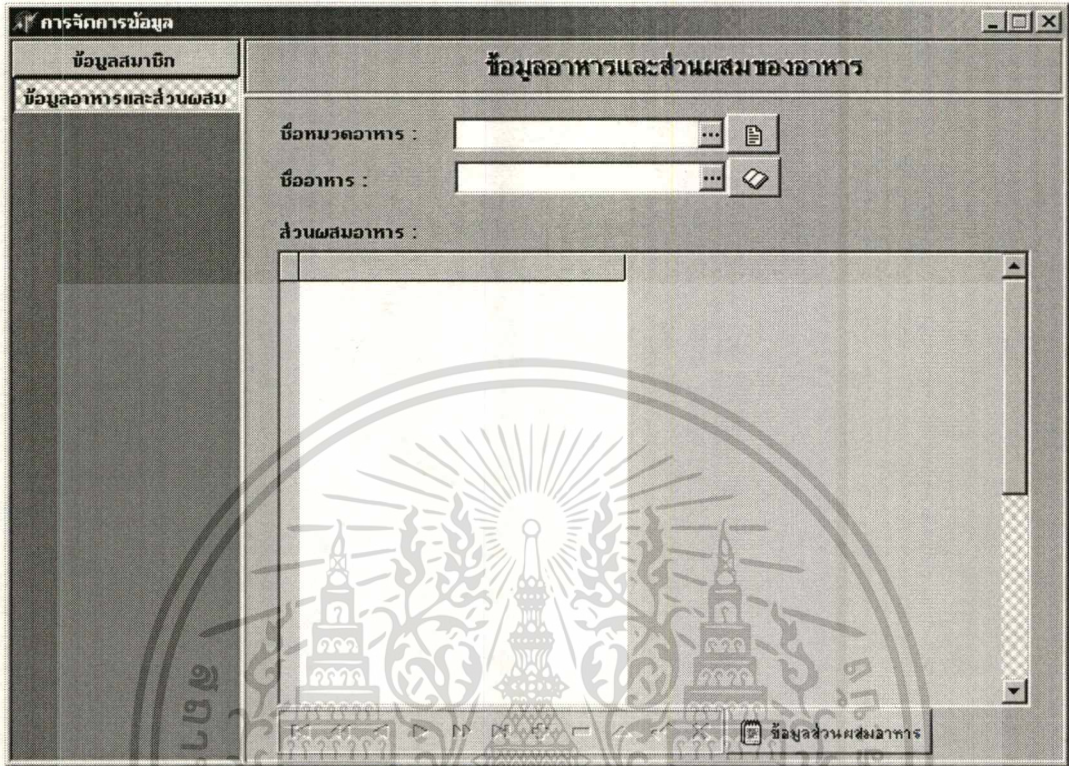 การจัดการข้อมูล
ข้อมูลสมาชิก
ข้อมูลอาหารและส่วนผสม
ข้อมูลอาหารและส่วนผสมของอาหาร
ชื่อหมวดอาหาร :
ชื่ออาหาร :
ส่วนผสมอาหาร :
ข้อมูลส่วนผสมอาหาร